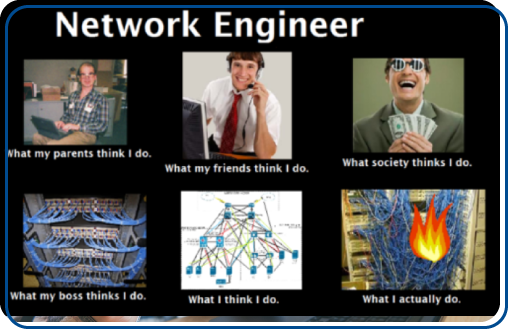 Network Engineer
What my parents think I do.
What my friends think I do.
What society thinks I do.
What my boss thinks I do.
What I think I do.
What I actually do.